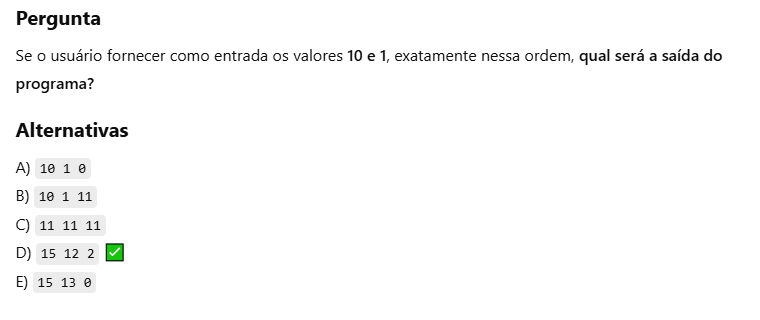 Pergunta
Se o usuário fornecer como entrada os valores 10 e 1, exatamente nessa ordem, qual será a saída do
programa?
Alternativas
A) 10 1 0
B) 10 1 11
C) 11 11 11
D) 15 12 2 ✅
E) 15 13 0